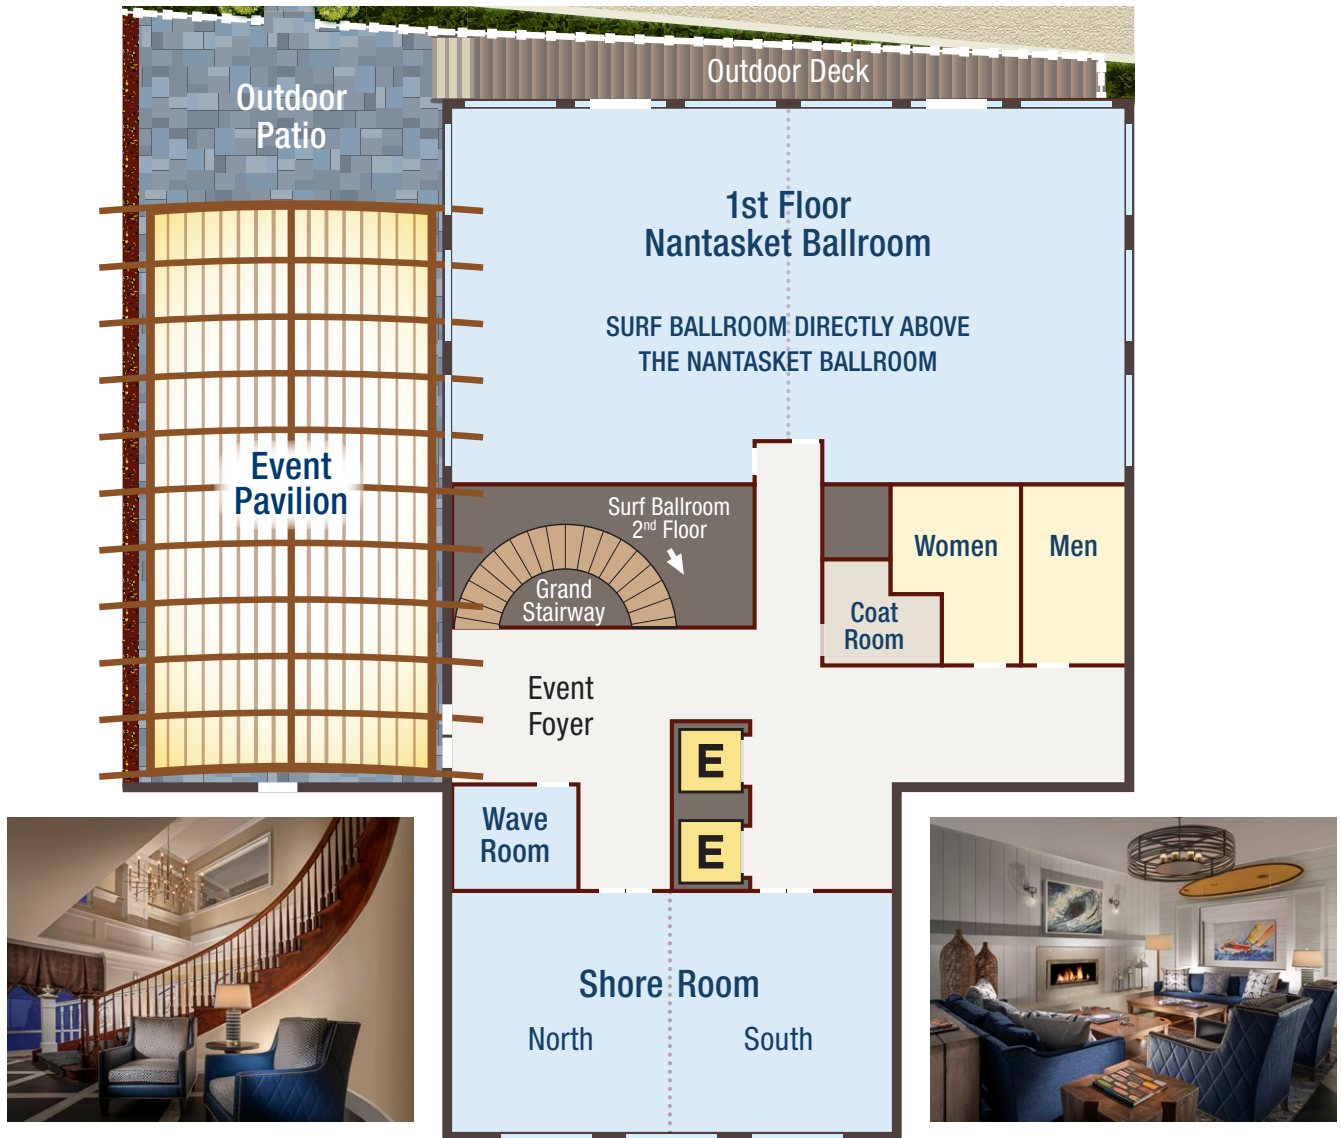 Outdoor Deck
Outdoor
Patio
1st Floor
Nantasket Ballroom
SURF BALLROOM DIRECTLY ABOVE
THE NANTASKET BALLROOM
Event
Pavilion
Surf Ballroom
2nd Floor
Grand
Stairway
Women
Men
Coat
Room
Event
Foyer
E
E
Wave
Room
Shore Room
North
South